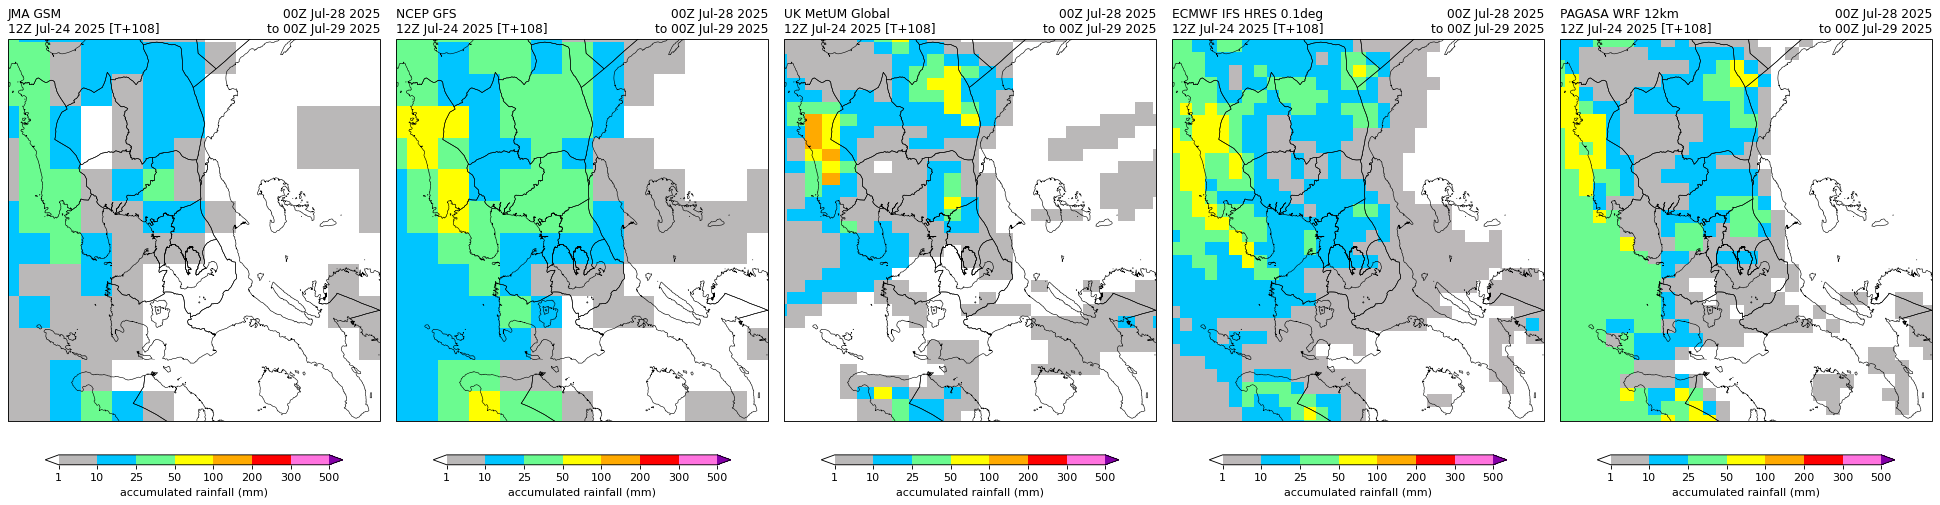 JMA GSM 00Z Jul-28 2025
12Z Jul-24 2025 [T+108] to 00Z Jul-29 2025
1 10 25 50 100 200 300 500
accumulated rainfall (mm)
NCEP GFS 00Z Jul-28 2025
12Z Jul-24 2025 [T+108] to 00Z Jul-29 2025
1 10 25 50 100 200 300 500
accumulated rainfall (mm)
UK MetUM Global 00Z Jul-28 2025
12Z Jul-24 2025 [T+108] to 00Z Jul-29 2025
1 10 25 50 100 200 300 500
accumulated rainfall (mm)
ECMWF IFS HRES 0.1deg 00Z Jul-28 2025
12Z Jul-24 2025 [T+108] to 00Z Jul-29 2025
1 10 25 50 100 200 300 500
accumulated rainfall (mm)
PAGASA WRF 12km 00Z Jul-28 2025
12Z Jul-24 2025 [T+108] to 00Z Jul-29 2025
1 10 25 50 100 200 300 500
accumulated rainfall (mm)